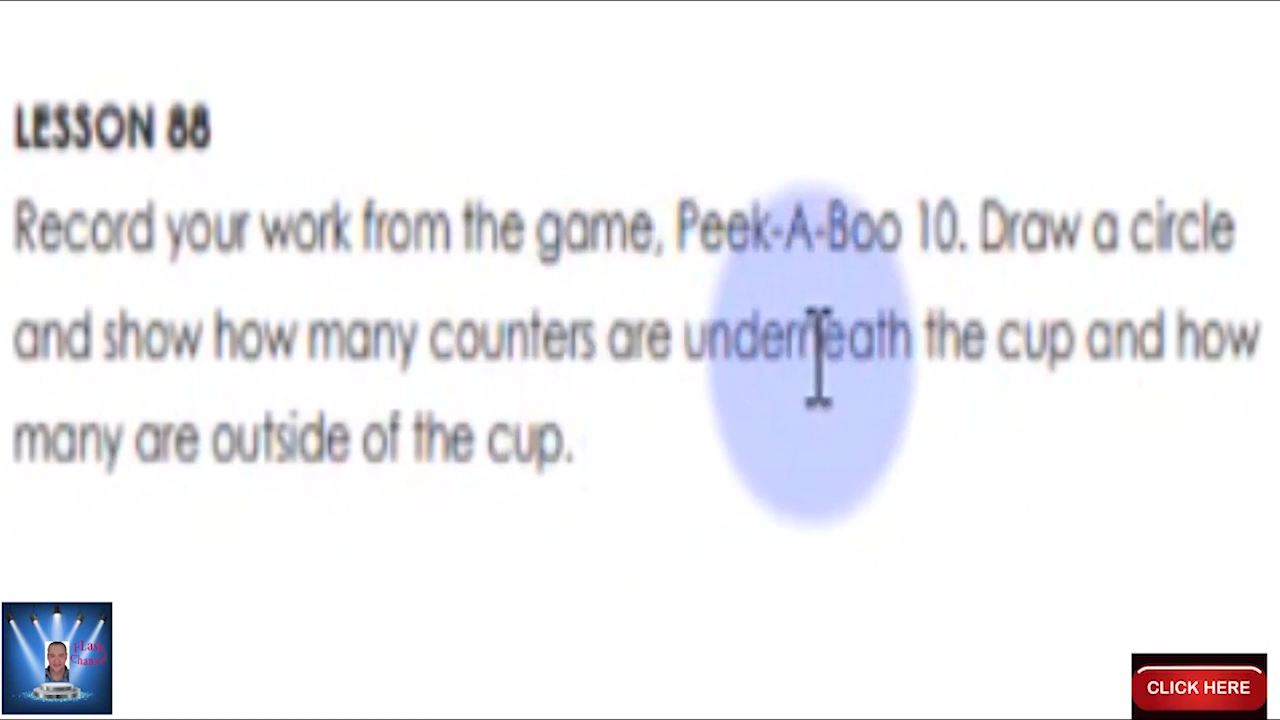 LESSON 88
Record your work from the game, Peek-A-Boo 10. Draw a circle
and show how many counters are underneath the cup and how
many are outside of the cup.
CLICK HERE